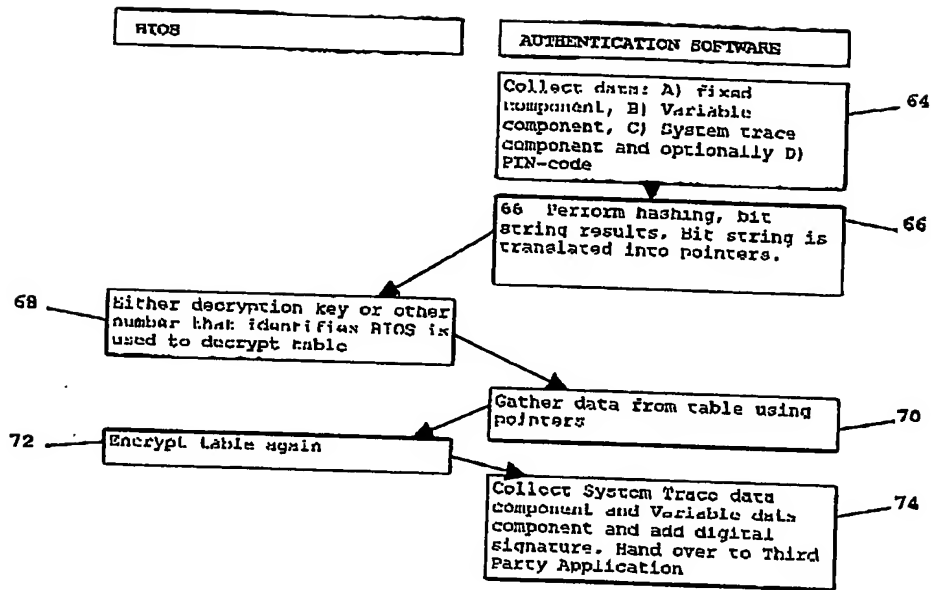 BIOS
AUTHENTICATION SOFTWARE
Collect data: A) fixed
component, B) Variable
component, C) System trace
component and optionally D)
PIN-code
64
66 Perform hashing, bit
string results. Bit string is
translated into pointers.
66
68
Either decryption key or other
number that identifies BIOS is
used to decrypt table
Gather data from table using
pointers
70
72
Encrypt table again
Collect System Trace data
component and Variable data
component and add digital
signature. Hand over to Third
Party Application
74